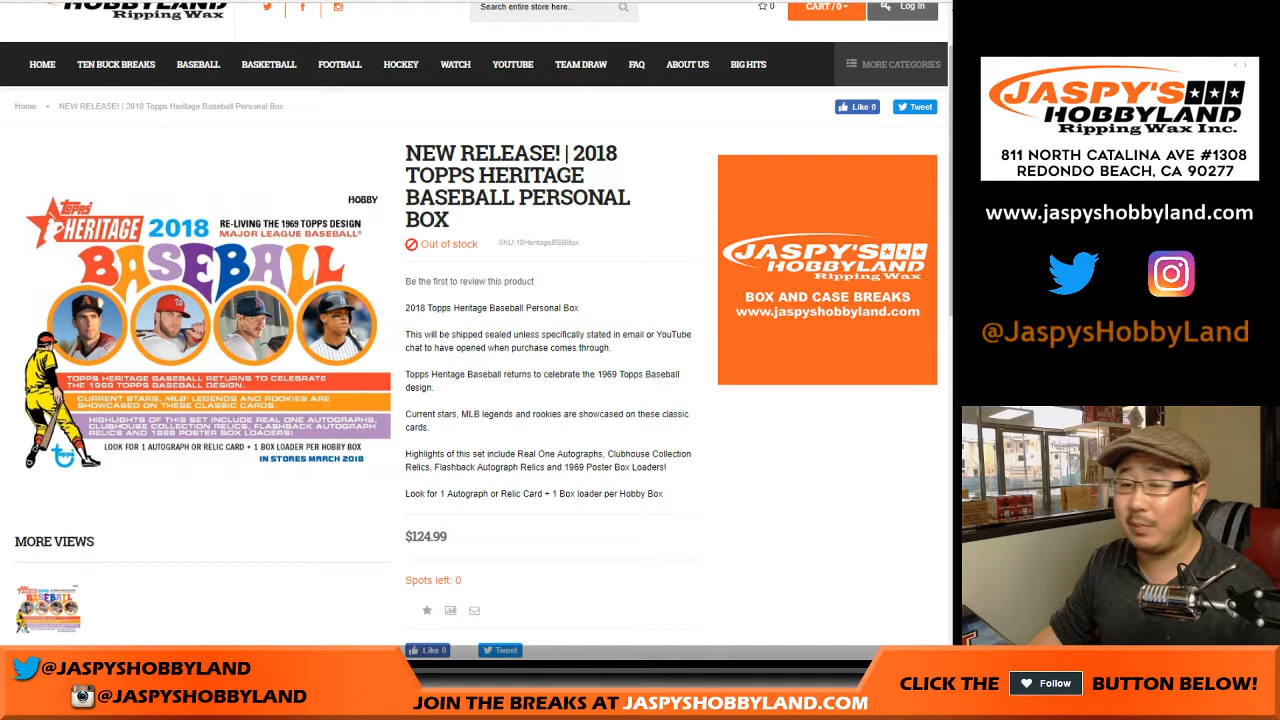 HOBBYLAND
Ripping Wax
Search entire store here...
0
CART / 0
Log In
HOME
TEN BUCK BREAKS
BASEBALL
BASKETBALL
FOOTBALL
HOCKEY
WATCH
YOUTUBE
TEAM DRAW
FAQ
ABOUT US
BIG HITS
MORE CATEGORIES
Home • NEW RELEASE! | 2018 Topps Heritage Baseball Personal Box
Like 0
Tweet
HOBBY
topps
HERITAGE
2018
RE-LIVING THE 1969 TOPPS DESIGN
MAJOR LEAGUE BASEBALL®
BASEBALL
TOPPS HERITAGE BASEBALL RETURNS TO CELEBRATE
THE 1969 TOPPS BASEBALL DESIGN.
CURRENT STARS, MLB LEGENDS AND ROOKIES ARE
SHOWCASED ON THESE CLASSIC CARDS.
HIGHLIGHTS OF THIS SET INCLUDE REAL ONE AUTOGRAPHS,
CLUBHOUSE COLLECTION RELICS, FLASHBACK AUTOGRAPH
RELICS AND 1969 POSTER BOX LOADERS!
LOOK FOR 1 AUTOGRAPH OR RELIC CARD + 1 BOX LOADER PER HOBBY BOX
topps
IN STORES MARCH 2018
MORE VIEWS
NEW RELEASE! | 2018
TOPPS HERITAGE
BASEBALL PERSONAL
BOX
Out of stock
SKU:18HeritageBSBBox
Be the first to review this product
2018 Topps Heritage Baseball Personal Box
This will be shipped sealed unless specifically stated in email or YouTube
chat to have opened when purchase comes through.
Topps Heritage Baseball returns to celebrate the 1969 Topps Baseball
design.
Current stars, MLB legends and rookies are showcased on these classic
cards.
Highlights of this set include Real One Autographs, Clubhouse Collection
Relics, Flashback Autograph Relics and 1969 Poster Box Loaders!
Look for 1 Autograph or Relic Card + 1 Box loader per Hobby Box
$124.99
Spots left: 0
Like 0
Tweet
JASPY'S
HOBBYLAND
Ripping Wax
BOX AND CASE BREAKS
www.jaspyshobbyland.com
JASPY'S
HOBBYLAND
Ripping Wax Inc.
811 NORTH CATALINA AVE #1308
REDONDO BEACH, CA 90277
www.jaspyshobbyland.com
@JaspysHobbyLand
@JASPYSHOBBYLAND
@JASPYSHOBBYLAND
JOIN THE BREAKS AT JASPYSHOBBYLAND.COM
CLICK THE Follow BUTTON BELOW!